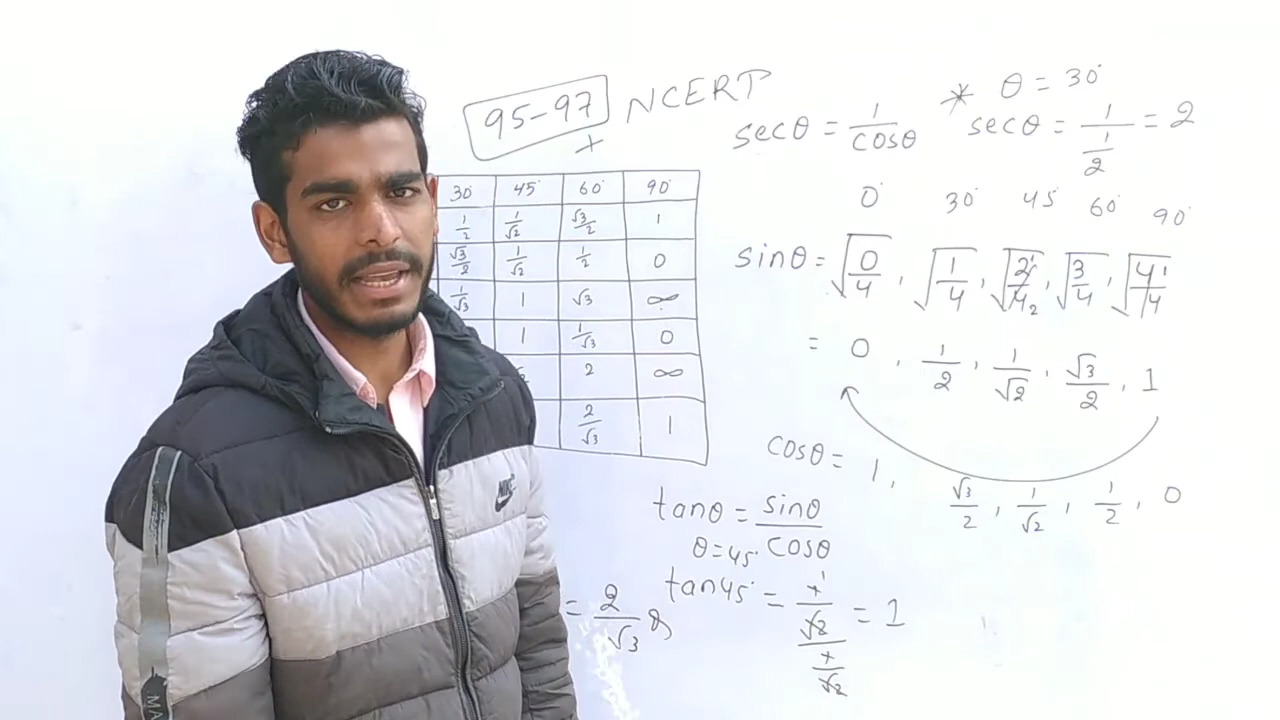 95-97 NCERT
* θ = 30°
secθ = 1/cosθ
secθ = 1/(1/2) = 2
30° 45° 60° 90°
1/2 1/√2 √3/2 1
√3/2 1/√2 1/2 0
1/√3 1 √3 ∞
1 1/√3 0
2 ∞
2/√3 1
0° 30° 45° 60° 90°
sinθ = √(0/4), √(1/4), √(2/4), √(3/4), √(4/4)
= 0, 1/2, 1/√2, √3/2, 1
cosθ = 1, √3/2, 1/√2, 1/2, 0
tanθ = sinθ/cosθ
θ=45°
tan45° = (1/√2)/(1/√2) = 1
= 2/√3
NIKE
MA